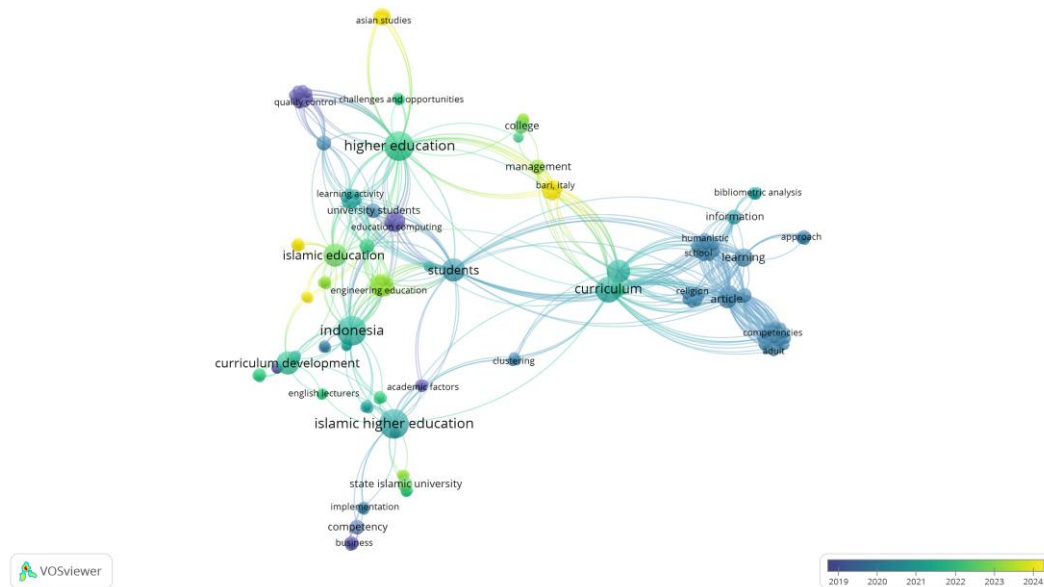 asian studies
quality control
challenges and opportunities
college
higher education
management
bari, italy
learning activity
bibliometric analysis
university students
information
education computing
humanistic
approach
school
islamic education
learning
students
engineering education
curriculum
religion
article
indonesia
competencies
adult
curriculum development
clustering
academic factors
english lecturers
islamic higher education
state islamic university
implementation
competency
business
VOSviewer
2019 2020 2021 2022 2023 2024